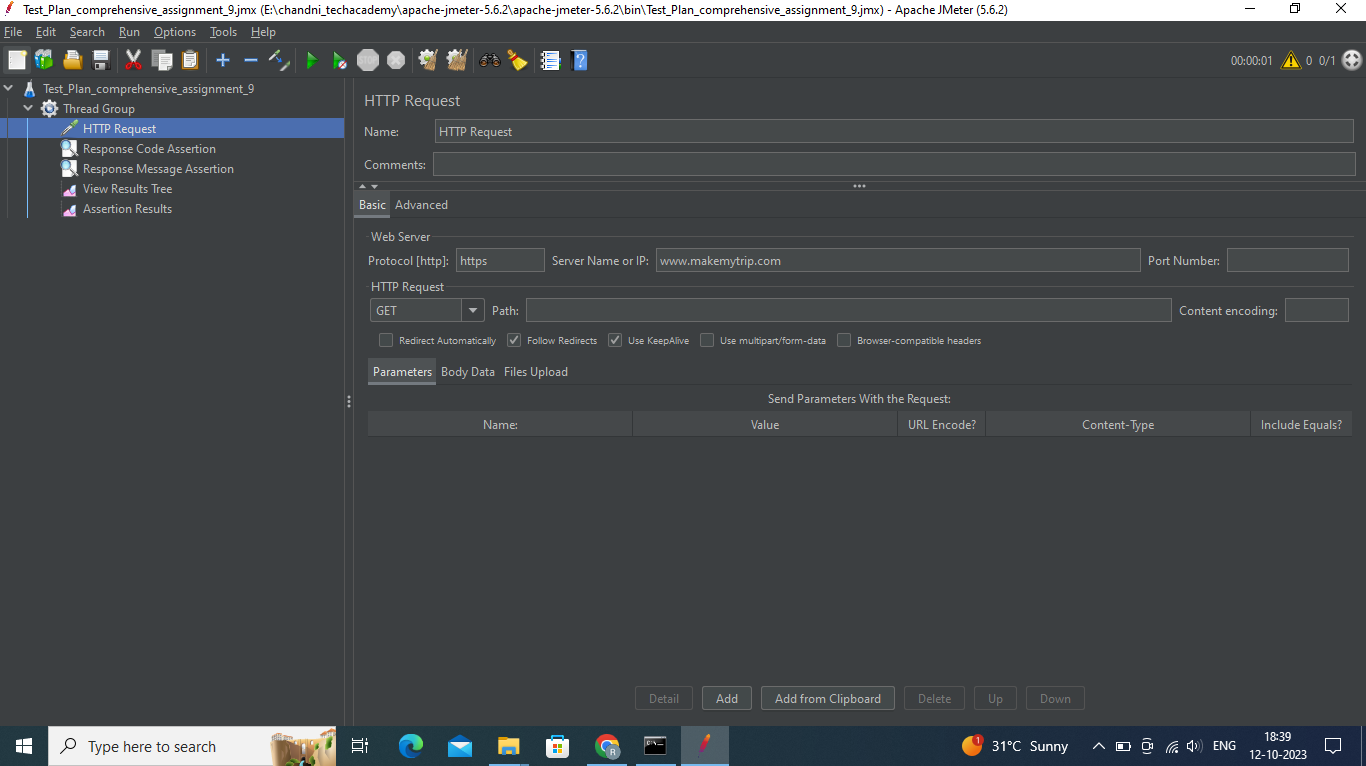 Test_Plan_comprehensive_assignment_9.jmx (E:\chandni_techacademy\apache-jmeter-5.6.2\apache-jmeter-5.6.2\bin\Test_Plan_comprehensive_assignment_9.jmx) - Apache JMeter (5.6.2)
File Edit Search Run Options Tools Help
00:00:01 0 0/1
Test_Plan_comprehensive_assignment_9
Thread Group
HTTP Request
Response Code Assertion
Response Message Assertion
View Results Tree
Assertion Results
HTTP Request
Name: HTTP Request
Comments:
Basic Advanced
Web Server
Protocol [http]: https Server Name or IP: www.makemytrip.com Port Number:
HTTP Request
GET Path: Content encoding:
Redirect Automatically Follow Redirects Use KeepAlive Use multipart/form-data Browser-compatible headers
Parameters Body Data Files Upload
Send Parameters With the Request:
Name: Value URL Encode? Content-Type Include Equals?
Detail Add Add from Clipboard Delete Up Down
Type here to search
R
1
31°C Sunny
ENG
18:39
12-10-2023